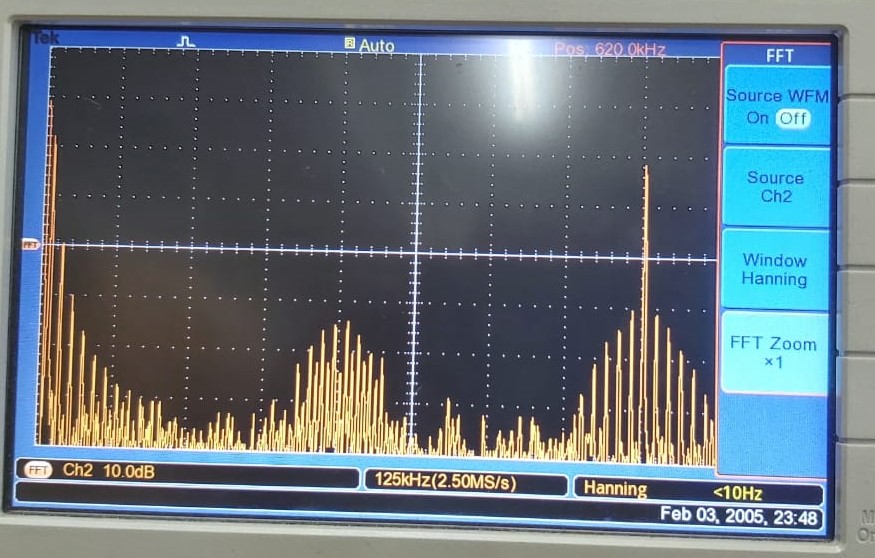 Tek
R Auto
Pos: 620.0kHz
FFT
Source WFM
On Off
Source
Ch2
Window
Hanning
FFT Zoom
×1
FFT
FFT Ch2 10.0dB
125kHz(2.50MS/s)
Hanning <10Hz
Feb 03, 2005, 23:48